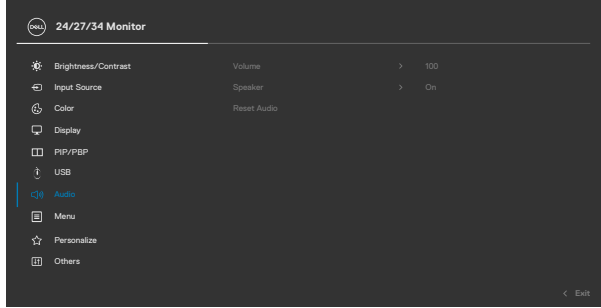 DELL 24/27/34 Monitor
Brightness/Contrast Volume > 100
Input Source Speaker > On
Color Reset Audio
Display
PIP/PBP
USB
Audio
Menu
Personalize
Others
< Exit